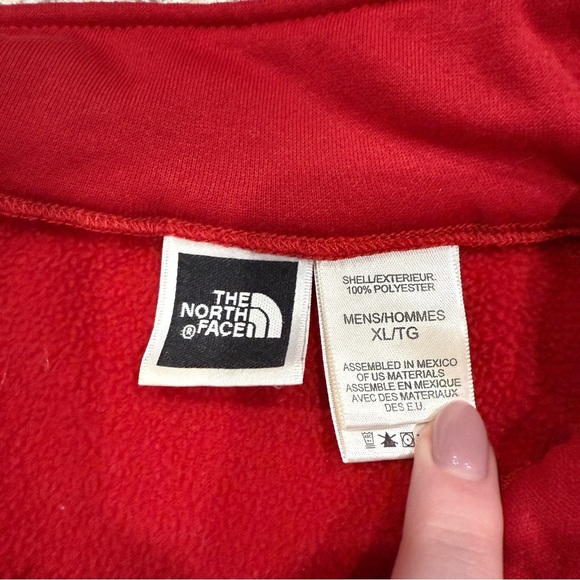 THE
NORTH
® FACE
SHELL/EXTERIEUR:
100% POLYESTER
MENS/HOMMES
XL/TG
ASSEMBLED IN MEXICO
OF US MATERIALS
ASSEMBLE EN MEXIQUE
AVEC DES MATERIAUX
DES E.U.